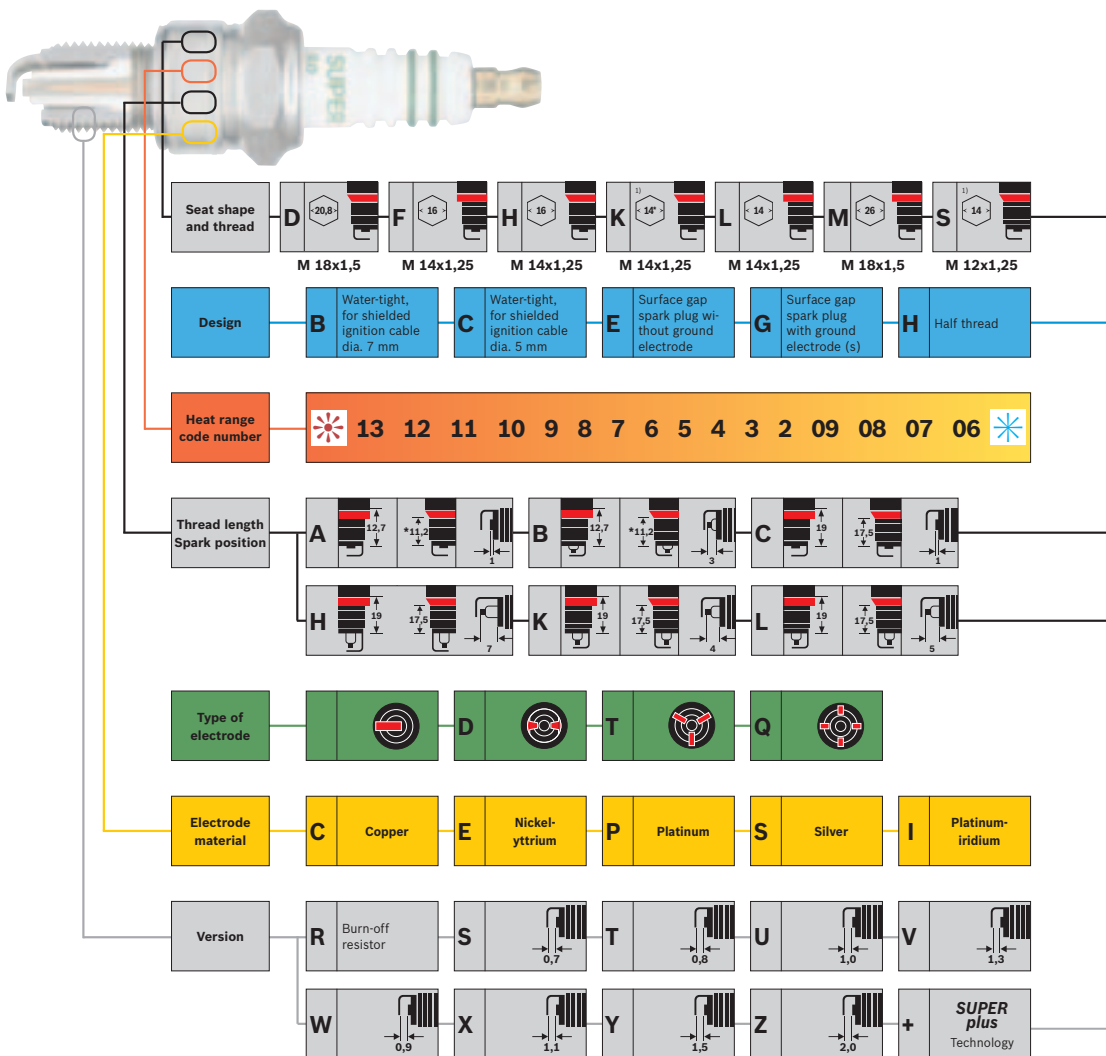 SUPER
Seat shape
and thread
D
< 20,8 >
F
< 16 >
H
< 16 >
K
1)
< 14* >
L
< 14 >
M
< 26 >
S
1)
< 14 >
M 18x1,5
M 14x1,25
M 14x1,25
M 14x1,25
M 14x1,25
M 18x1,5
M 12x1,25
Design
B
Water-tight,
for shielded
ignition cable
dia. 7 mm
C
Water-tight,
for shielded
ignition cable
dia. 5 mm
E
Surface gap
spark plug wi-
thout ground
electrode
G
Surface gap
spark plug
with ground
electrode (s)
H
Half thread
Heat range
code number
13 12 11 10 9 8 7 6 5 4 3 2 09 08 07 06
Thread length
Spark position
A
12,7
*11,2
1
B
12,7
*11,2
3
C
19
17,5
1
H
19
17,5
7
K
19
17,5
4
L
19
17,5
5
Type of
electrode
D
T
Q
Electrode
material
C
Copper
E
Nickel-
yttrium
P
Platinum
S
Silver
I
Platinum-
iridium
Version
R
Burn-off
resistor
S
0,7
T
0,8
U
1,0
V
1,3
W
0,9
X
1,1
Y
1,5
Z
2,0
+
SUPER
plus
Technology